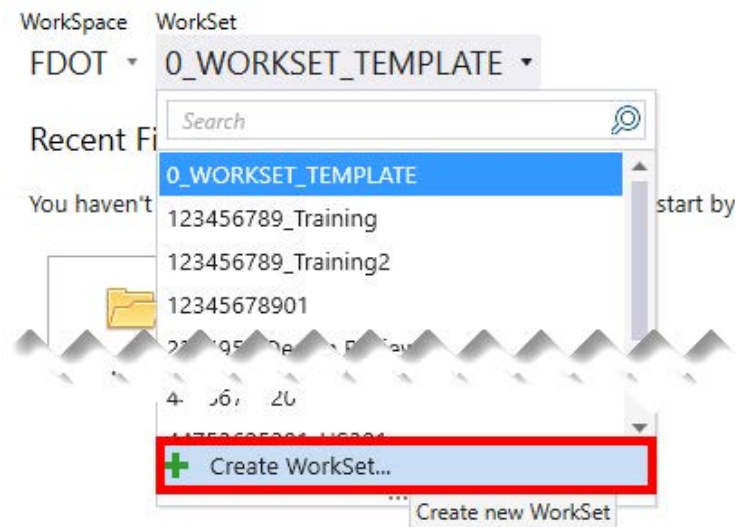 WorkSpace WorkSet
FDOT 0_WORKSET_TEMPLATE
Search
Recent Fi
0_WORKSET_TEMPLATE
You haven't start by
123456789_Training
123456789_Training2
12345678901
Create WorkSet...
Create new WorkSet